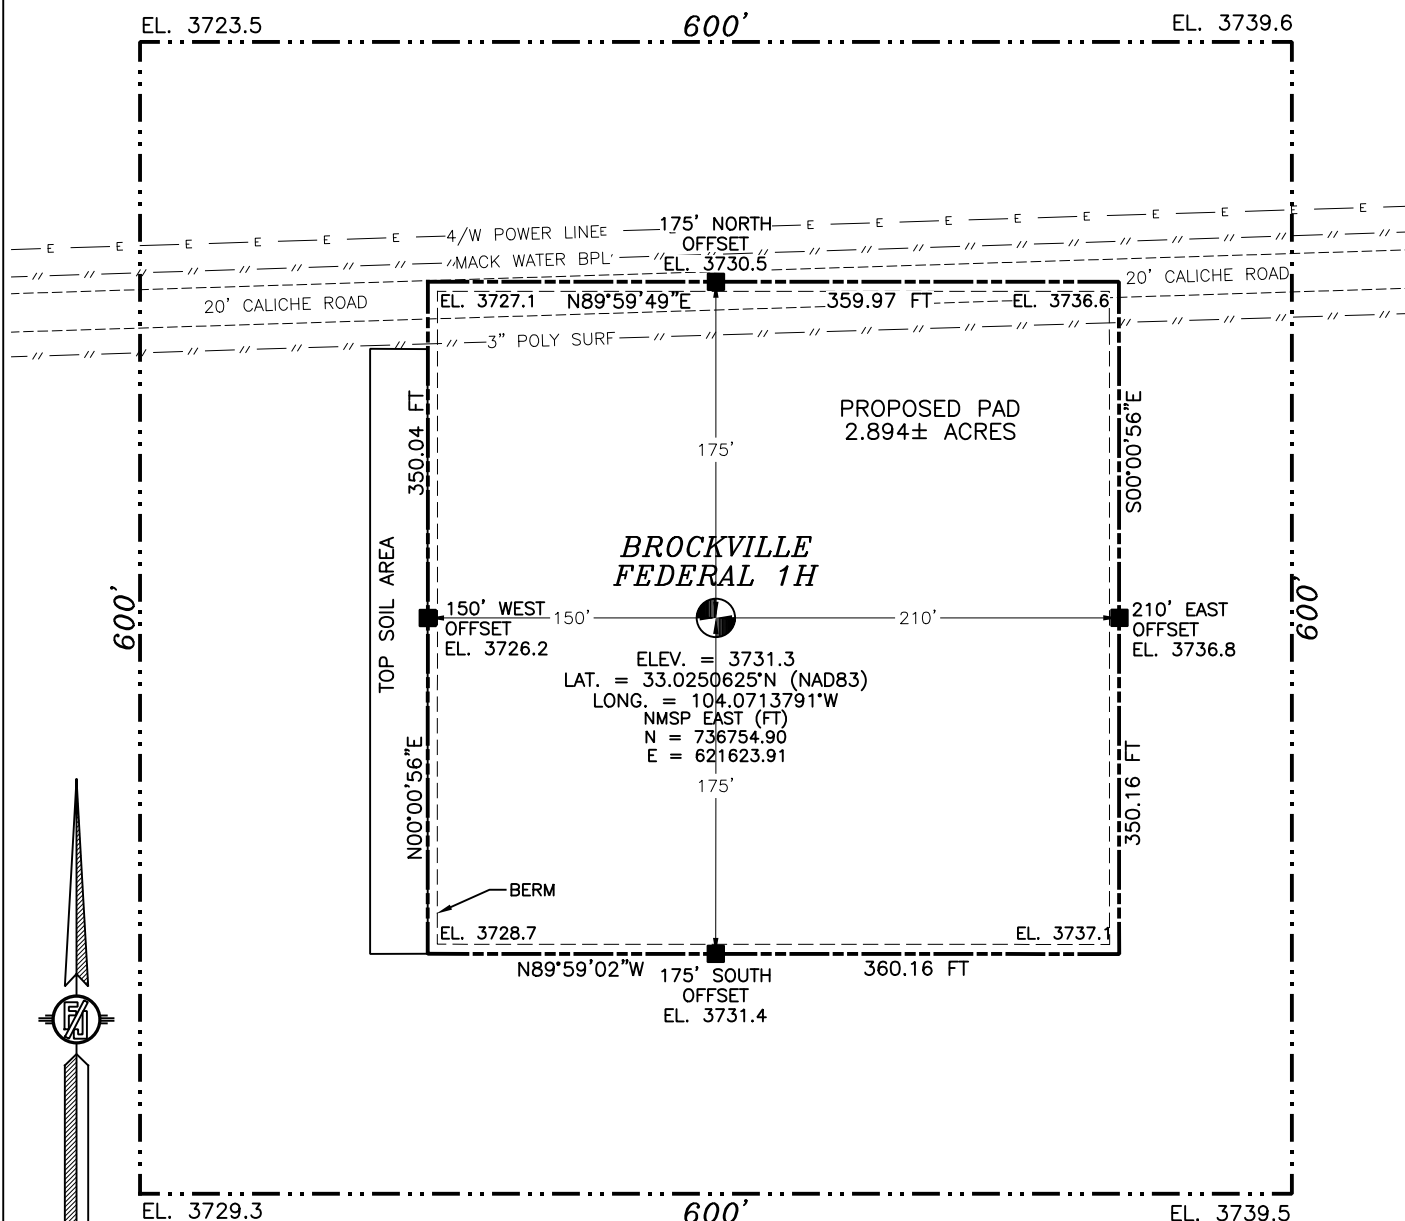 EL. 3723.5
600'
EL. 3739.6
175' NORTH
OFFSET
EL. 3730.5
4/W POWER LINE
MACK WATER BPL
20' CALICHE ROAD
20' CALICHE ROAD
EL. 3727.1
N89°59'49"E
359.97 FT
EL. 3736.6
3" POLY SURF
350.04 FT
S00°00'56"E
PROPOSED PAD
2.894± ACRES
175'
BROCKVILLE
FEDERAL 1H
TOP SOIL AREA
600'
150' WEST
OFFSET
EL. 3726.2
150'
210'
210' EAST
OFFSET
EL. 3736.8
600'
ELEV. = 3731.3
LAT. = 33.0250625°N (NAD83)
LONG. = 104.0713791°W
NMSP EAST (FT)
N = 736754.90
E = 621623.91
175'
N00°00'56"E
350.16 FT
BERM
EL. 3728.7
EL. 3737.1
N89°59'02"W
175' SOUTH
OFFSET
EL. 3731.4
360.16 FT
EL. 3729.3
600'
EL. 3739.5